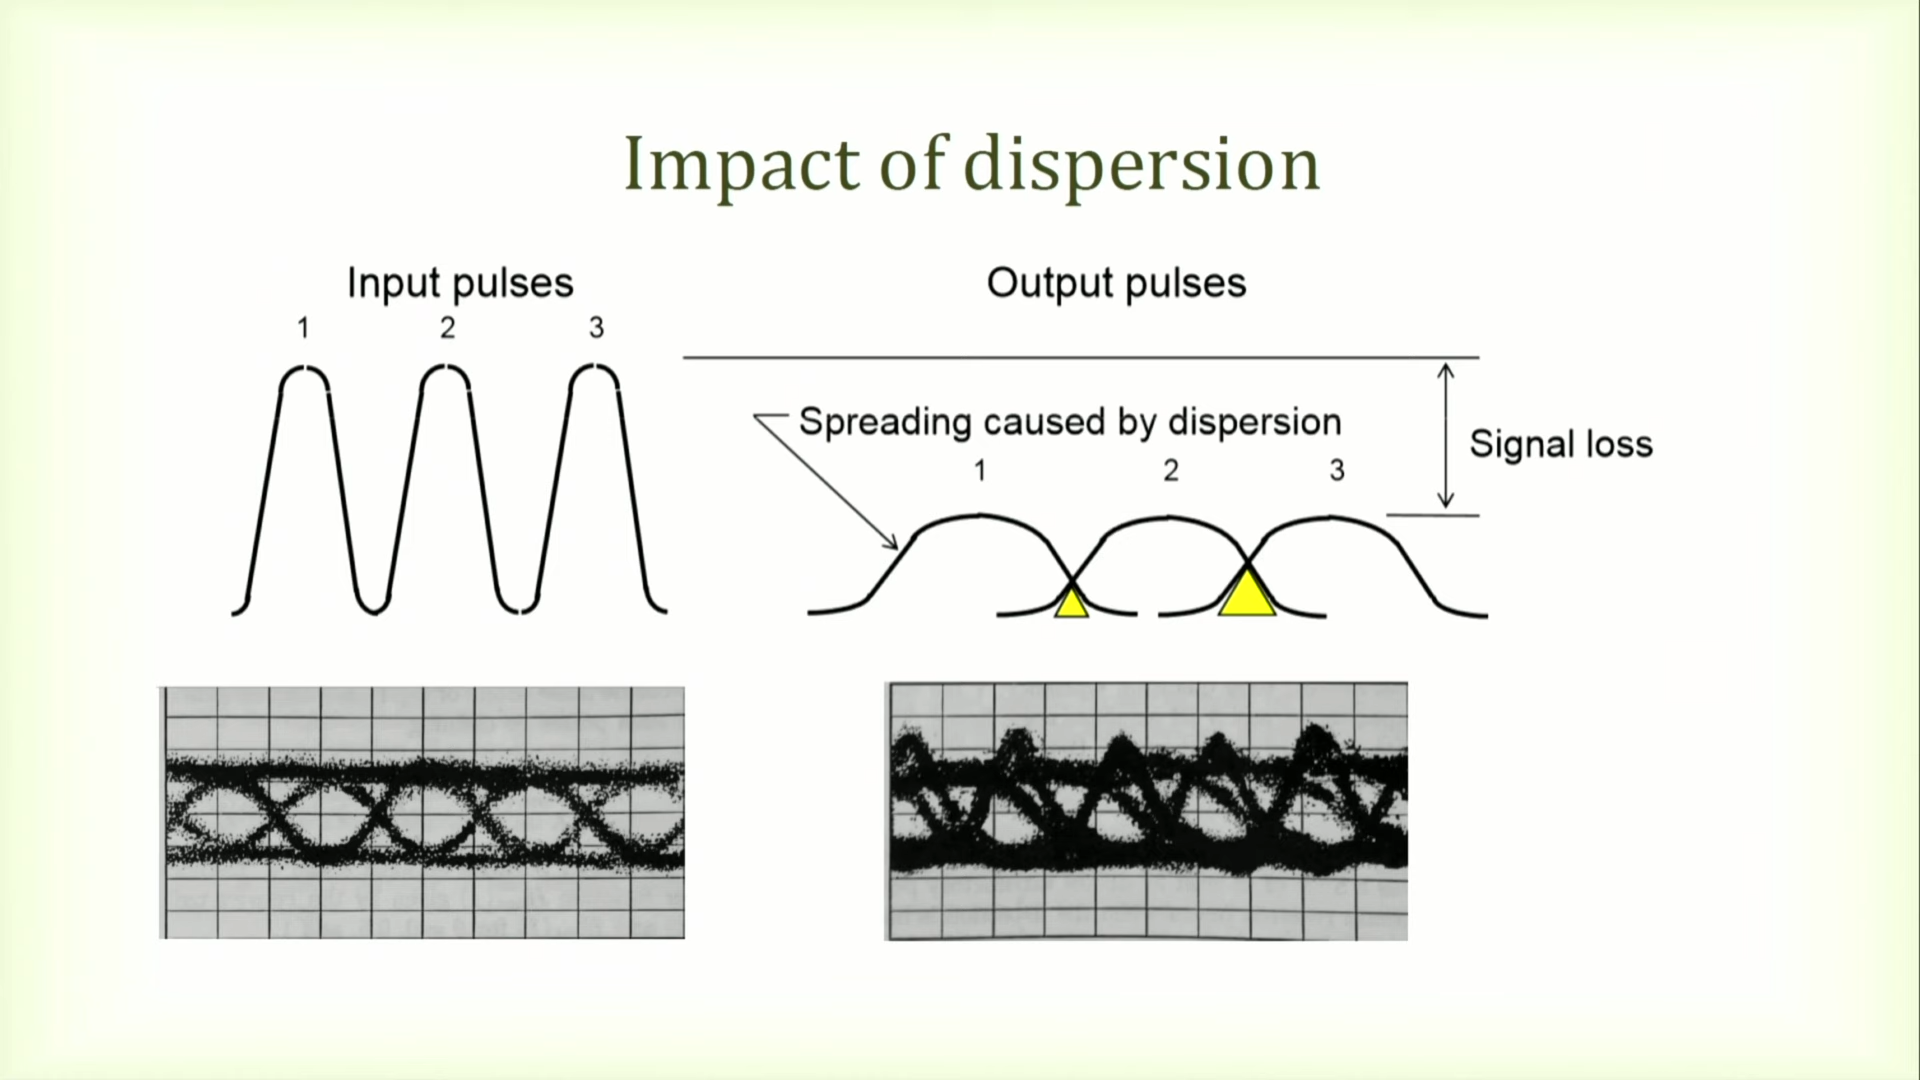 Impact of dispersion
Input pulses
1 2 3
Output pulses
Spreading caused by dispersion
1 2 3
Signal loss